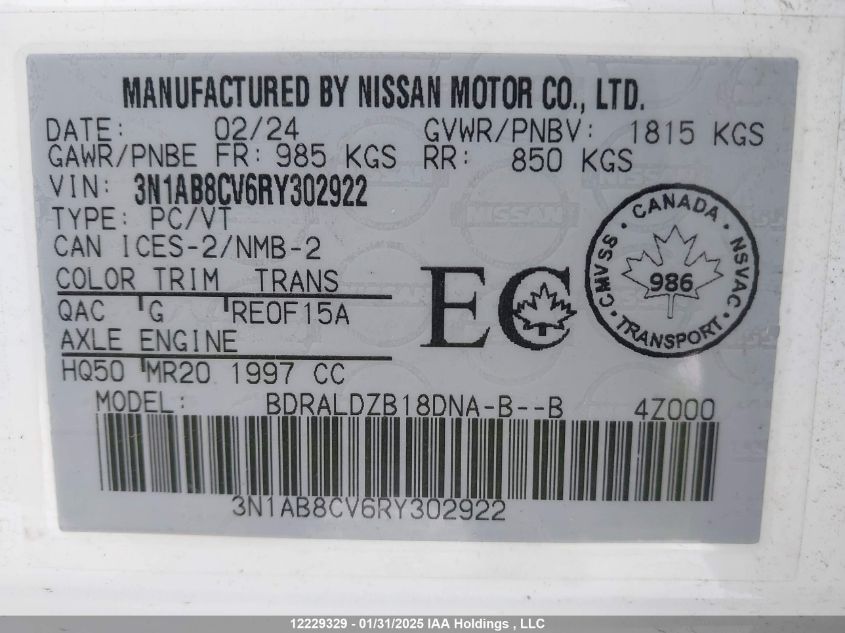 MANUFACTURED BY NISSAN MOTOR CO., LTD.
DATE: 02/24 GVWR/PNBV: 1815 KGS
GAWR/PNBE FR: 985 KGS RR: 850 KGS
VIN: 3N1AB8CV6RY302922
TYPE: PC/VT
CAN ICES-2/NMB-2
COLOR TRIM TRANS
QAC G RE0F15A
AXLE ENGINE
HQ50 MR20 1997 CC
EC
CANADA
CMVSS NSVAC
986
TRANSPORT
MODEL: BDRALDZB18DNA-B--B 4Z000
3N1AB8CV6RY302922
NISSAN
12229329 - 01/31/2025 IAA Holdings , LLC